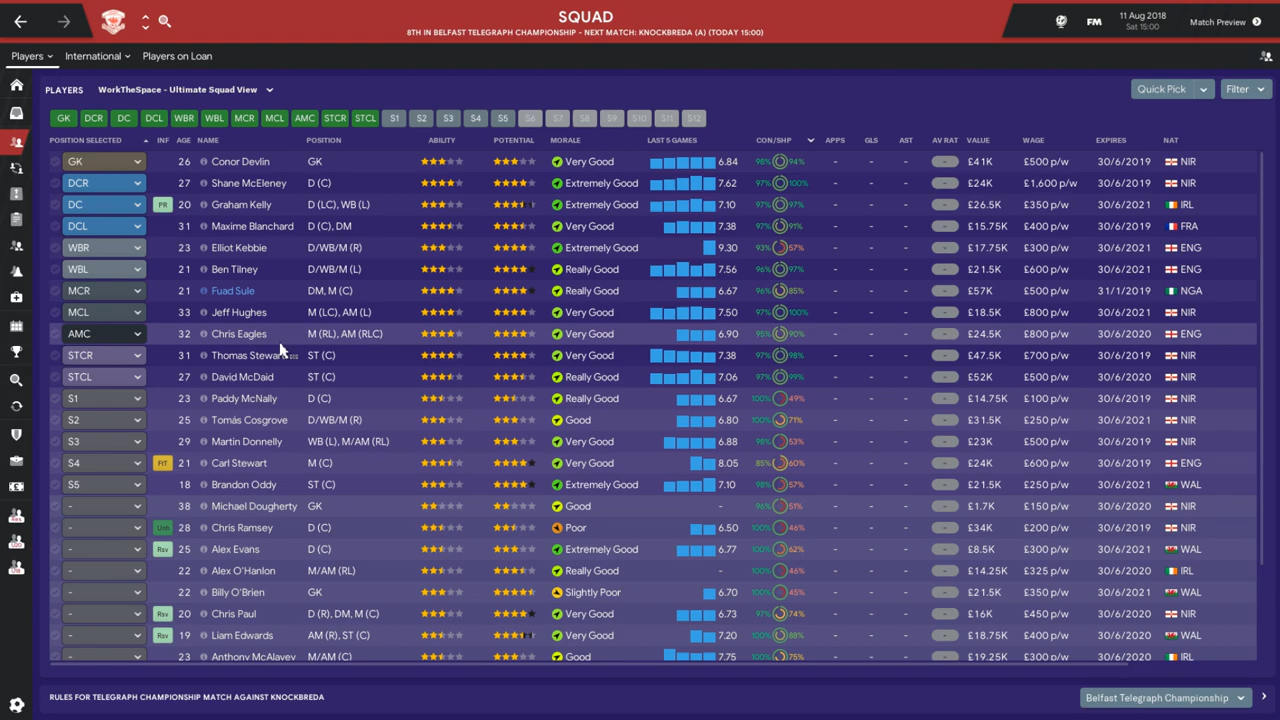 SQUAD
8TH IN BELFAST TELEGRAPH CHAMPIONSHIP - NEXT MATCH: KNOCKBREDA (A) (TODAY 15:00)
FM
11 Aug 2018
Sat 15:00
Match Preview
Players International Players on Loan
PLAYERS WorkTheSpace - Ultimate Squad View Quick Pick Filter
GK DCR DC DCL WBR WBL MCR MCL AMC STCR STCL S1 S2 S3 S4 S5 S6 S7 S8 S9 S10 S11 S12
POSITION SELECTED INF AGE NAME POSITION ABILITY POTENTIAL MORALE LAST 5 GAMES CON/SHP APPS GLS AST AV RAT VALUE WAGE EXPIRES NAT
GK 26 Conor Devlin GK Very Good 6.84 98% 94% - - - - £41K £500 p/w 30/6/2019 NIR
DCR 27 Shane McEleney D (C) Extremely Good 7.62 97% 100% - - - - £24K £1,600 p/w 30/6/2019 NIR
DC PR 20 Graham Kelly D (LC), WB (L) Extremely Good 7.10 97% 97% - - - - £26.5K £350 p/w 30/6/2019 IRL
DCL 31 Maxime Blanchard D (C), DM Very Good 7.38 97% 91% - - - - £15.75K £400 p/w 30/6/2019 FRA
WBR 23 Elliot Kebbie D/WB/M (R) Extremely Good 9.30 93% 57% - - - - £17.75K £300 p/w 30/6/2021 ENG
WBL 21 Ben Tilney D/WB/M (L) Really Good 7.56 96% 97% - - - - £21.5K £600 p/w 30/6/2021 ENG
MCR 21 Fuad Sule DM, M (C) Really Good 6.67 96% 85% - - - - £57K £500 p/w 31/1/2019 NGA
MCL 33 Jeff Hughes M (LC), AM (L) Very Good 7.50 97% 100% - - - - £18.5K £800 p/w 30/6/2019 NIR
AMC 32 Chris Eagles M (RL), AM (RLC) Very Good 6.90 95% 90% - - - - £24.5K £800 p/w 30/6/2020 ENG
STCR 31 Thomas Stewart ST (C) Very Good 7.38 97% 98% - - - - £47.5K £700 p/w 30/6/2019 NIR
STCL 27 David McDaid ST (C) Really Good 7.06 97% 99% - - - - £52K £500 p/w 30/6/2020 NIR
S1 23 Paddy McNally D (C) Really Good 6.67 100% 49% - - - - £14.75K £100 p/w 30/6/2019 NIR
S2 25 Tomás Cosgrove D/WB/M (R) Good 6.80 100% 71% - - - - £31.5K £250 p/w 30/6/2019 NIR
S3 29 Martin Donnelly WB (L), M/AM (RL) Very Good 6.88 98% 53% - - - - £23K £500 p/w 30/6/2019 NIR
S4 FIT 21 Carl Stewart M (C) Very Good 8.05 85% 60% - - - - £24K £600 p/w 30/6/2021 ENG
S5 18 Brandon Oddy ST (C) Extremely Good 7.10 98% 57% - - - - £21.5K £250 p/w 30/6/2021 WAL
- 38 Michael Dougherty GK Good - 96% 51% - - - - £1.7K £150 p/w 30/6/2019 NIR
- Unh 28 Chris Ramsey D (C) Poor 6.50 100% 46% - - - - £34K £200 p/w 30/6/2019 NIR
- Rsv 25 Alex Evans D (C) Extremely Good 6.77 100% 62% - - - - £8.5K £300 p/w 30/6/2021 WAL
- 22 Alex O'Hanlon M/AM (RL) Really Good - 100% 46% - - - - £14.25K £325 p/w 30/6/2019 IRL
- 22 Billy O'Brien GK Slightly Poor 6.70 100% 45% - - - - £21.5K £350 p/w 30/6/2021 WAL
- Rsv 20 Chris Paul D (R), DM, M (C) Very Good 6.73 97% 74% - - - - £16K £450 p/w 30/6/2020 NIR
- Rsv 19 Liam Edwards AM (R), ST (C) Very Good 7.20 100% 88% - - - - £18.75K £400 p/w 30/6/2020 WAL
- 23 Anthony McAlavey M/AM (C) Good 7.75 100% 75% - - - - £19.25K £300 p/w 30/6/2020 IRL
RULES FOR TELEGRAPH CHAMPIONSHIP MATCH AGAINST KNOCKBREDA Belfast Telegraph Championship